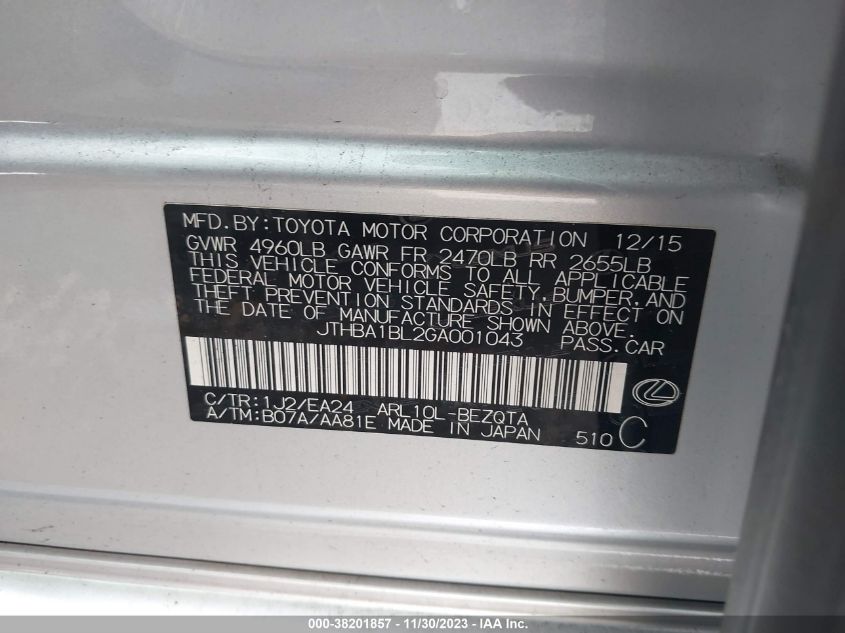 MFD.BY:TOYOTA MOTOR CORPORATION 12/15
GVWR 4960LB GAWR FR 2470LB RR 2655LB
THIS VEHICLE CONFORMS TO ALL APPLICABLE
FEDERAL MOTOR VEHICLE SAFETY,BUMPER,AND
THEFT PREVENTION STANDARDS IN EFFECT ON
THE DATE OF MANUFACTURE SHOWN ABOVE.
JTHBA1BL2GA001043 PASS.CAR
C/TR:1J2/EA24 ARL10L-BEZQTA
A/TM:B07A/AA81E MADE IN JAPAN 510 C
000-38201857 - 11/30/2023 - IAA Inc.